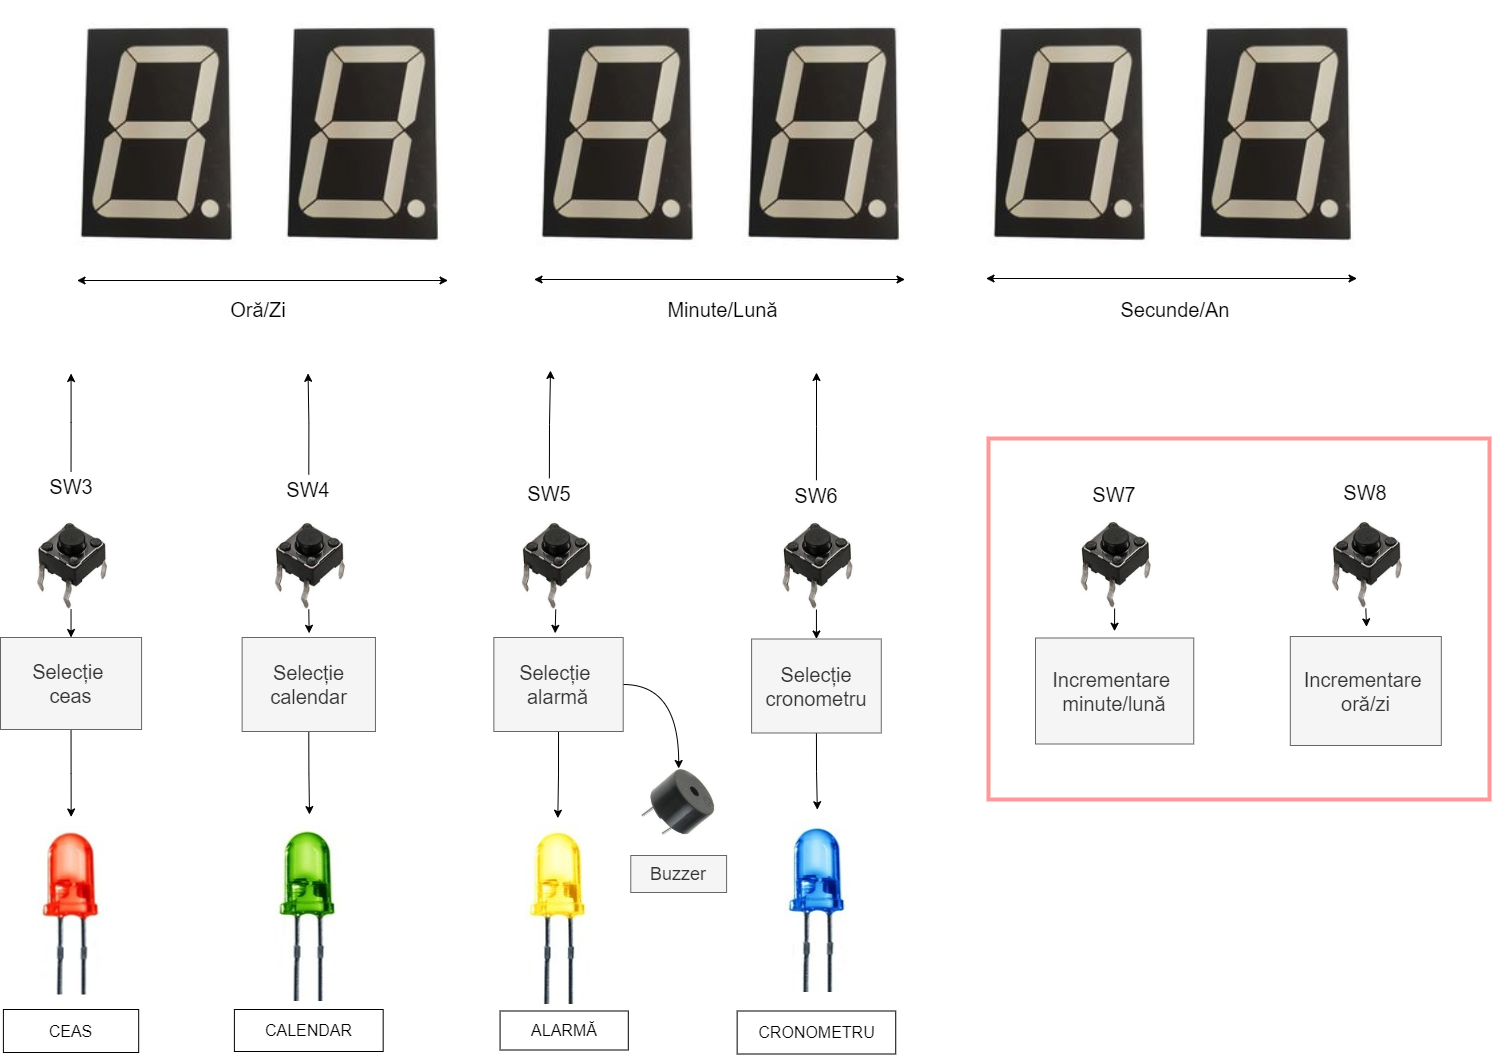 Oră/Zi
Minute/Lună
Secunde/An
SW3
SW4
SW5
SW6
SW7
SW8
Selecție
ceas
Selecție
calendar
Selecție
alarmă
Selecție
cronometru
Incrementare
minute/lună
Incrementare
oră/zi
Buzzer
CEAS
CALENDAR
ALARMĂ
CRONOMETRU